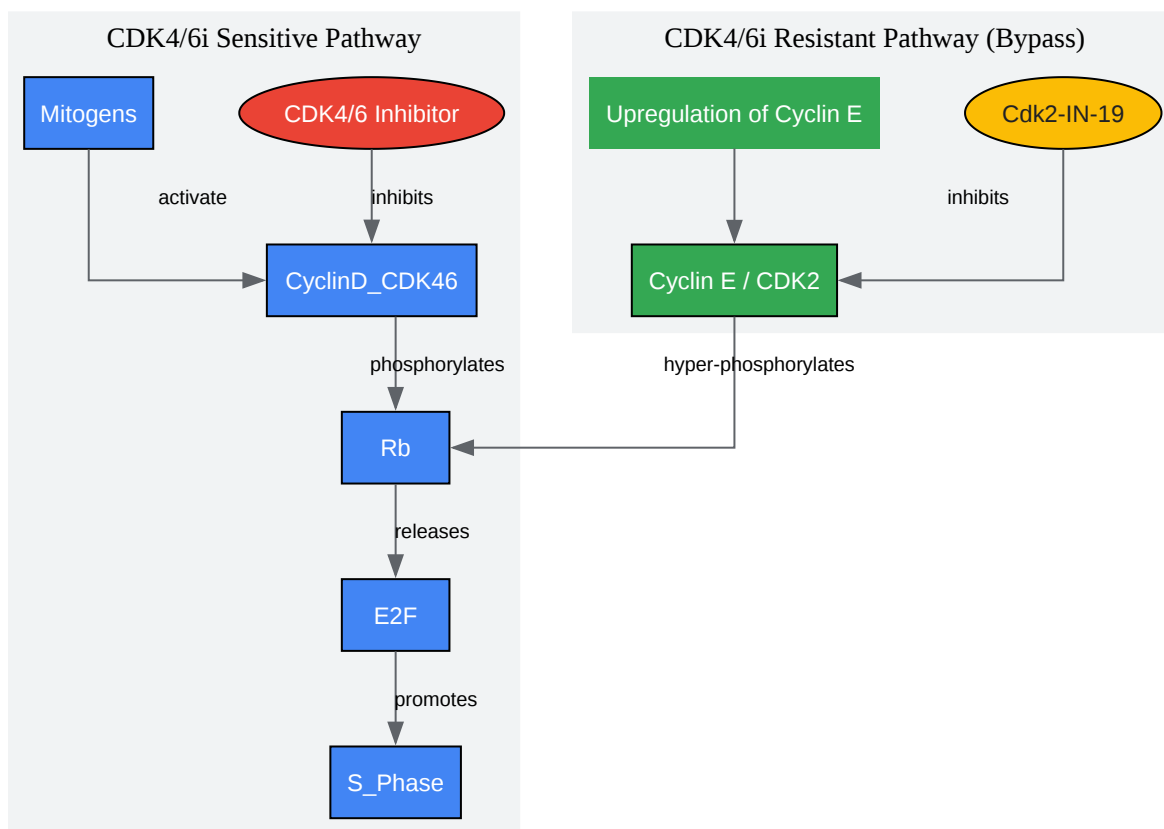 CDK4/6i Sensitive Pathway
CDK4/6i Resistant Pathway (Bypass)
Mitogens
CDK4/6 Inhibitor
Upregulation of Cyclin E
Cdk2-IN-19
activate
inhibits
inhibits
CyclinD_CDK46
Cyclin E / CDK2
phosphorylates
hyper-phosphorylates
Rb
releases
E2F
promotes
S_Phase